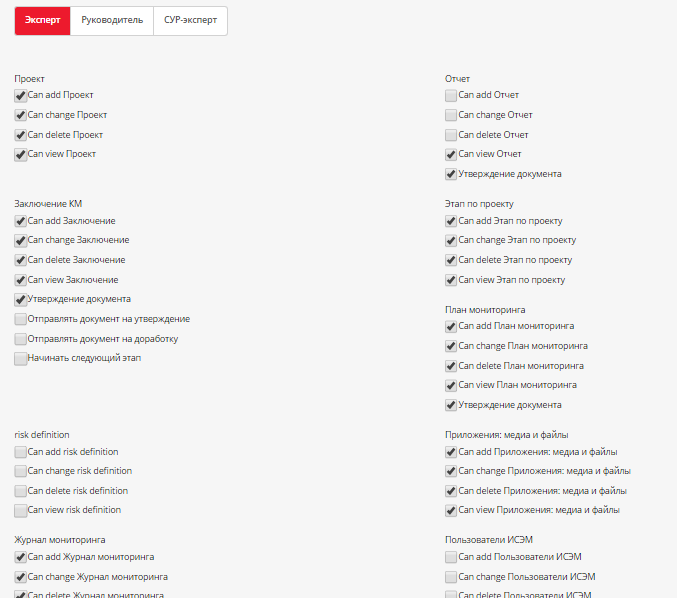 Эксперт Руководитель СУР-эксперт
Проект
Can add Проект
Can change Проект
Can delete Проект
Can view Проект
Отчет
Can add Отчет
Can change Отчет
Can delete Отчет
Can view Отчет
Утверждение документа
Заключение КМ
Can add Заключение
Can change Заключение
Can delete Заключение
Can view Заключение
Утверждение документа
Отправлять документ на утверждение
Отправлять документ на доработку
Начинать следующий этап
Этап по проекту
Can add Этап по проекту
Can change Этап по проекту
Can delete Этап по проекту
Can view Этап по проекту
План мониторинга
Can add План мониторинга
Can change План мониторинга
Can delete План мониторинга
Can view План мониторинга
Утверждение документа
risk definition
Can add risk definition
Can change risk definition
Can delete risk definition
Can view risk definition
Приложения: медиа и файлы
Can add Приложения: медиа и файлы
Can change Приложения: медиа и файлы
Can delete Приложения: медиа и файлы
Can view Приложения: медиа и файлы
Журнал мониторинга
Can add Журнал мониторинга
Can change Журнал мониторинга
Can delete Журнал мониторинга
Пользователи ИСЭМ
Can add Пользователи ИСЭМ
Can change Пользователи ИСЭМ
Can delete Пользователи ИСЭМ